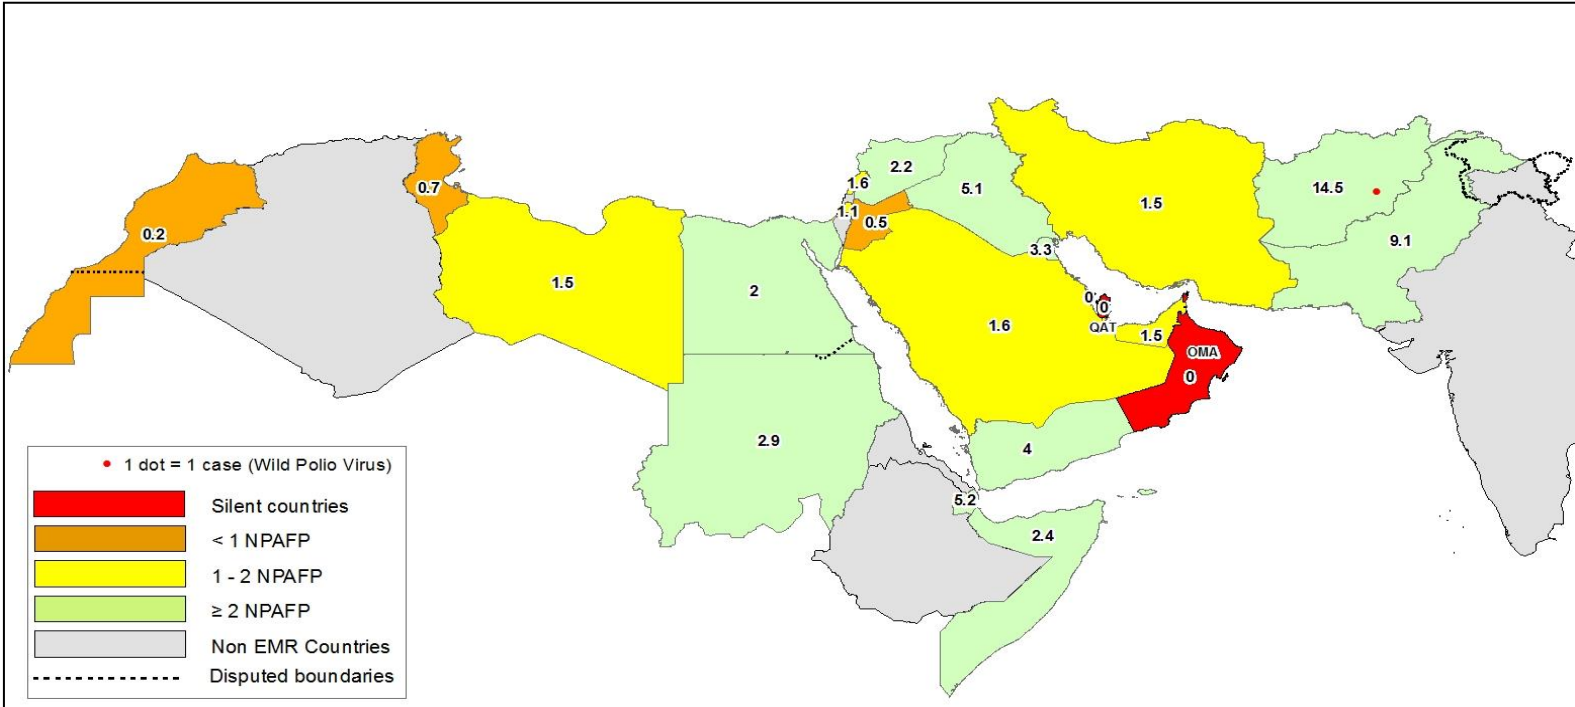 0.2
0.7
1.5
2
2.9
1.6
1.1
0.5
2.2
5.1
3.3
1.5
14.5
9.1
1.6
0
0
QAT
1.5
OMA
0
4
5.2
2.4
1 dot = 1 case (Wild Polio Virus)
Silent countries
< 1 NPAFP
1 - 2 NPAFP
≥ 2 NPAFP
Non EMR Countries
Disputed boundaries